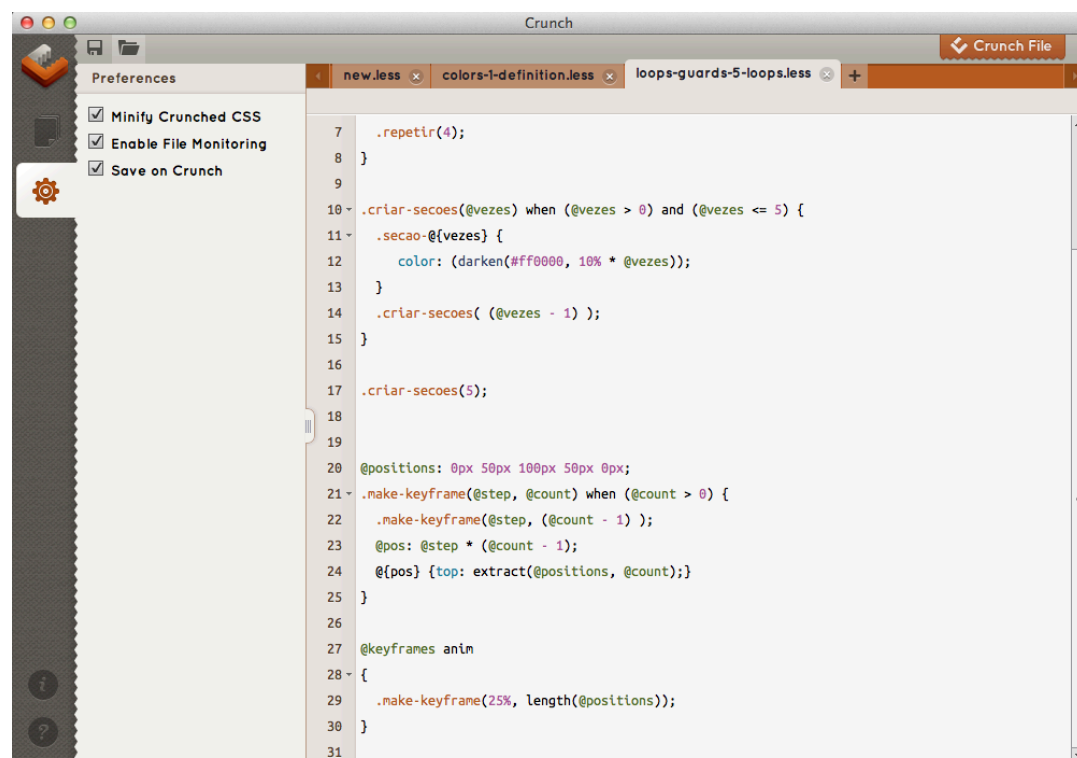 Crunch
Crunch File
Preferences
new.less
colors-1-definition.less
loops-guards-5-loops.less
+
Minify Crunched CSS
Enable File Monitoring
Save on Crunch
7   .repetir(4);
8 }
9
10 .criar-secoes(@vezes) when (@vezes > 0) and (@vezes <= 5) {
11   .secao-@{vezes} {
12      color: (darken(#ff0000, 10% * @vezes));
13   }
14   .criar-secoes( (@vezes - 1) );
15 }
16
17 .criar-secoes(5);
18
19
20 @positions: 0px 50px 100px 50px 0px;
21 .make-keyframe(@step, @count) when (@count > 0) {
22   .make-keyframe(@step, (@count - 1) );
23   @pos: @step * (@count - 1);
24   @{pos} {top: extract(@positions, @count);}
25 }
26
27 @keyframes anim
28 {
29   .make-keyframe(25%, length(@positions));
30 }
31
i
?